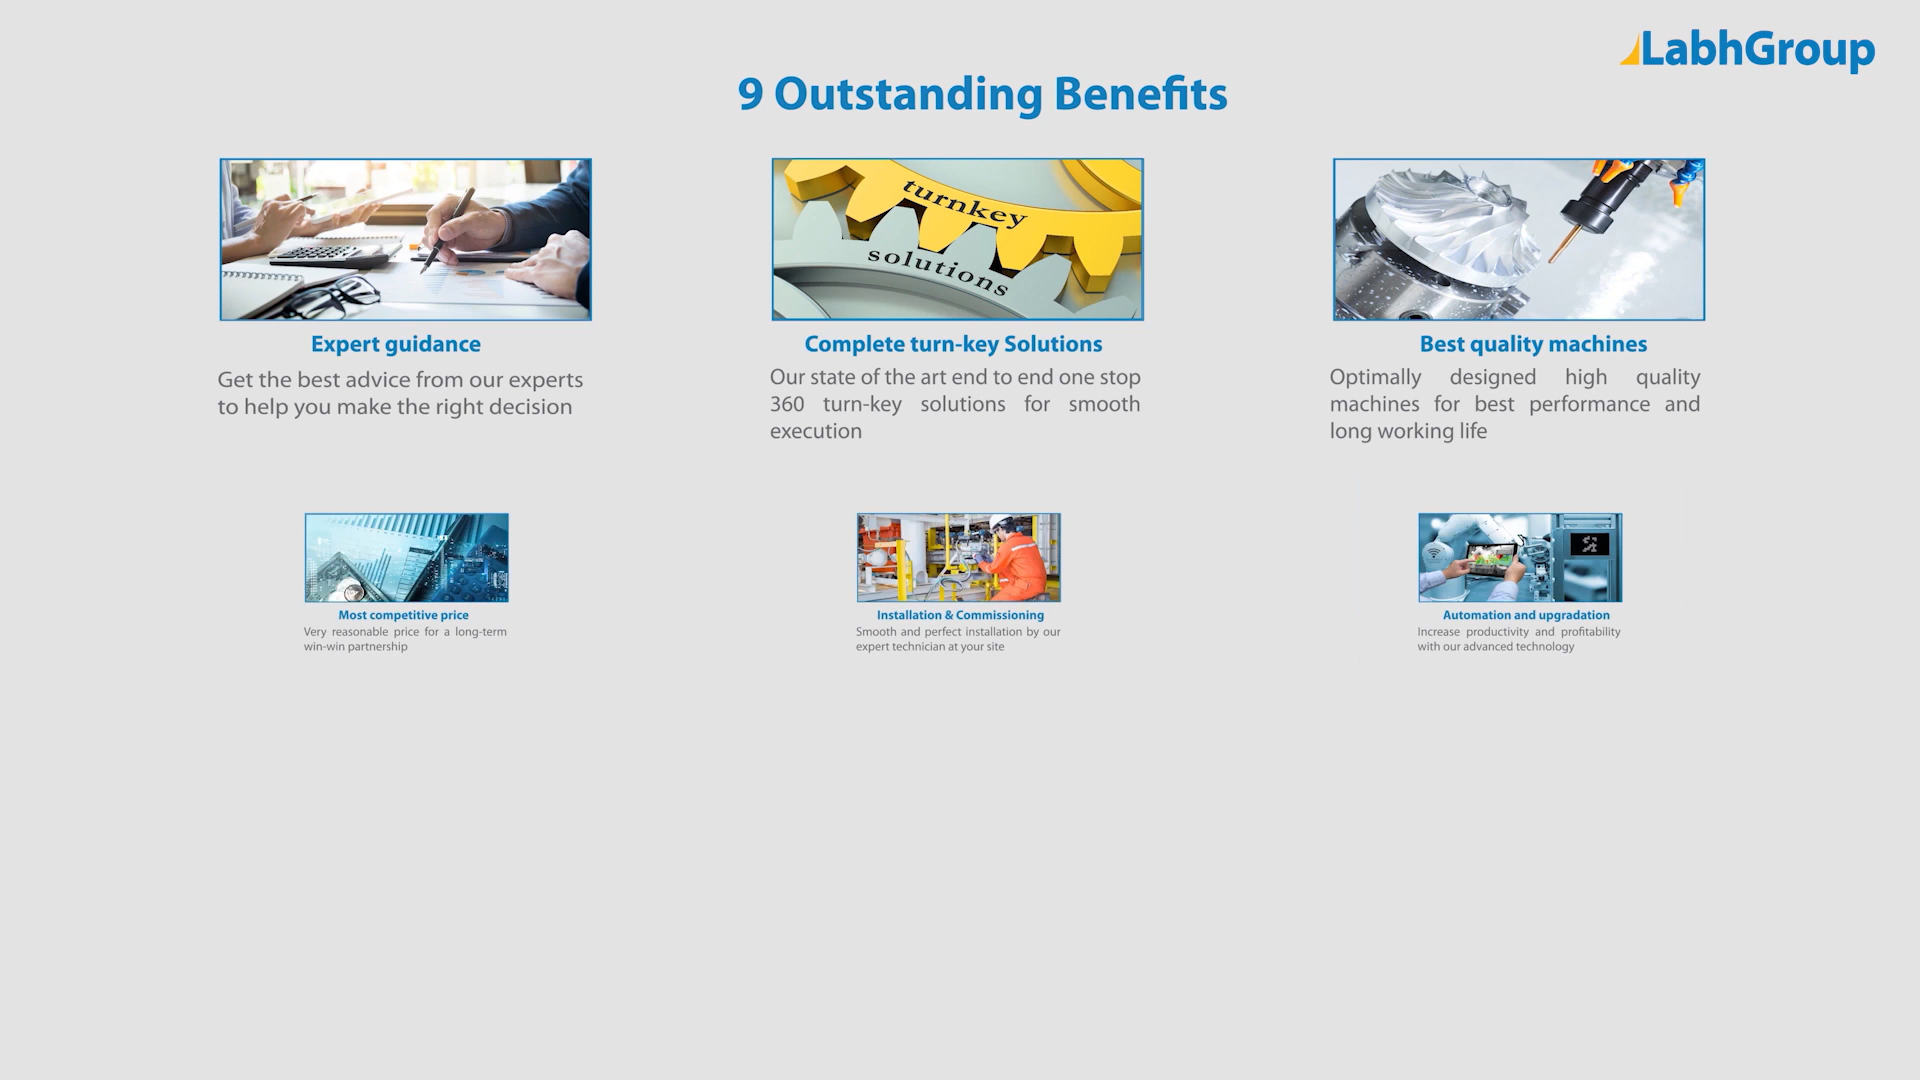 LabhGroup
9 Outstanding Benefits
turnkey
solutions
Expert guidance
Get the best advice from our experts
to help you make the right decision
Complete turn-key Solutions
Our state of the art end to end one stop
360 turn-key solutions for smooth
execution
Best quality machines
Optimally designed high quality
machines for best performance and
long working life
Most competitive price
Very reasonable price for a long-term
win-win partnership
Installation & Commissioning
Smooth and perfect installation by our
expert technician at your site
Automation and upgradation
Increase productivity and profitability
with our advanced technology